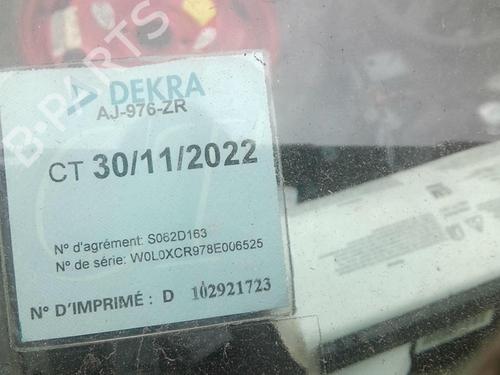 DEKRA
AJ-976-ZR
CT 30/11/2022
N° d'agrément: S062D163
N° de série: W0L0XCR978E006525
N° D'IMPRIMÉ : D 102921723
B-PARTS